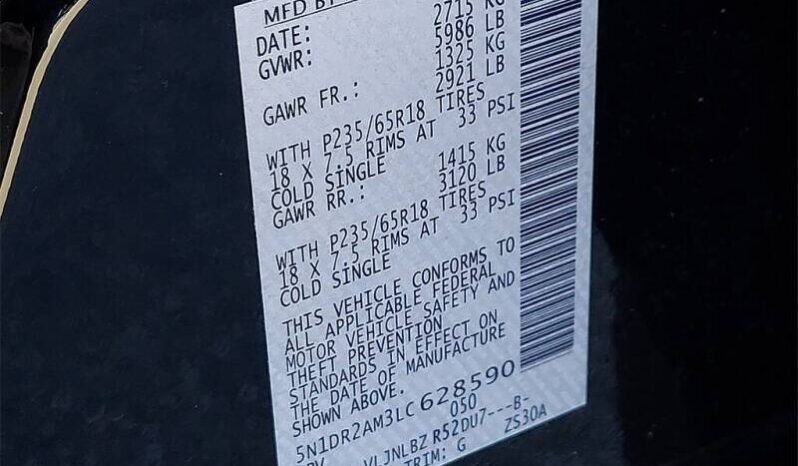 MFD BY
DATE: 2715 KG
GVWR: 5986 LB
1325 KG
GAWR FR.: 2921 LB
WITH P235/65R18 TIRES
18 X 7.5 RIMS AT 33 PSI
COLD SINGLE
1415 KG
GAWR RR.: 3120 LB
WITH P235/65R18 TIRES
18 X 7.5 RIMS AT 33 PSI
COLD SINGLE
THIS VEHICLE CONFORMS TO
ALL APPLICABLE FEDERAL
MOTOR VEHICLE SAFETY AND
THEFT PREVENTION
STANDARDS IN EFFECT ON
THE DATE OF MANUFACTURE
SHOWN ABOVE.
5N1DR2AM3LC628590
050
VLJNLBZ R52DU7---B-
TRIM: G ZS30A